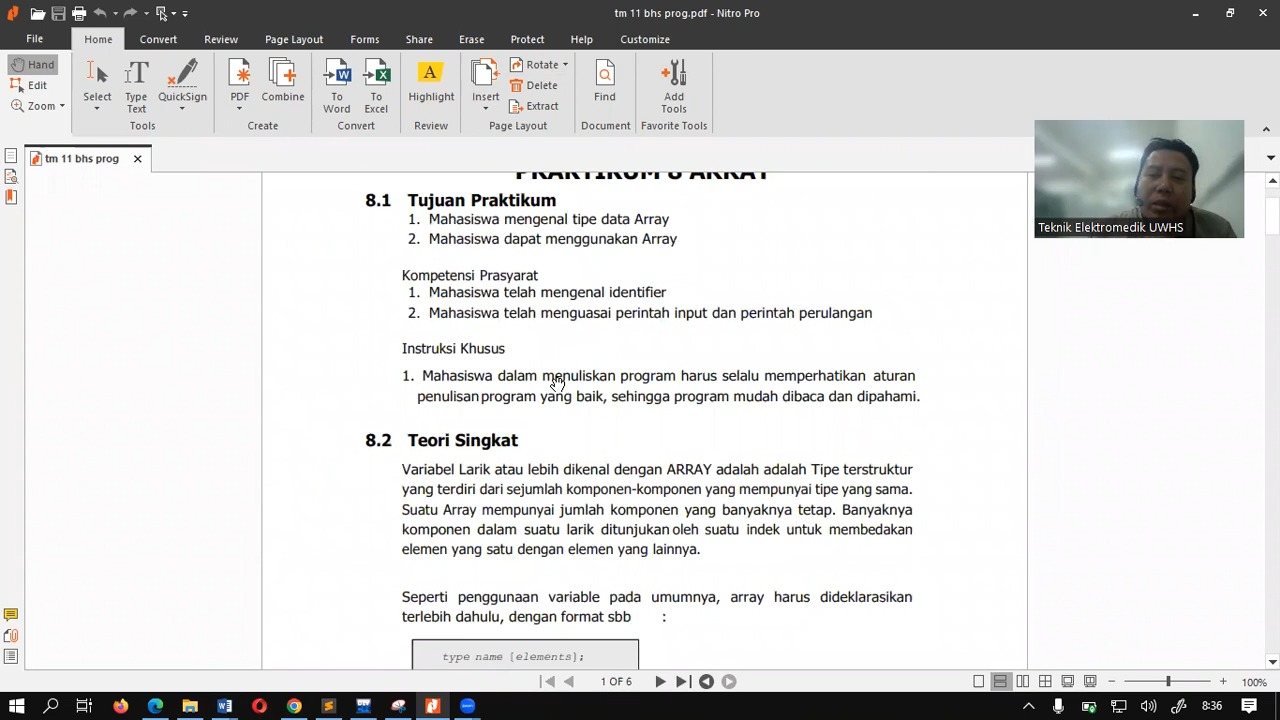 tm 11 bhs prog.pdf - Nitro Pro
File Home Convert Review Page Layout Forms Share Erase Protect Help Customize
Hand
Edit
Zoom
Select
Type Text
QuickSign
Tools
PDF
Combine
Create
To Word
To Excel
Convert
Highlight
Review
Insert
Rotate
Delete
Extract
Page Layout
Find
Document
Add Tools
Favorite Tools
tm 11 bhs prog
Teknik Elektromedik UWHS
PRAKTIKUM 8 ARRAY
8.1 Tujuan Praktikum
1. Mahasiswa mengenal tipe data Array
2. Mahasiswa dapat menggunakan Array
Kompetensi Prasyarat
1. Mahasiswa telah mengenal identifier
2. Mahasiswa telah menguasai perintah input dan perintah perulangan
Instruksi Khusus
1. Mahasiswa dalam menuliskan program harus selalu memperhatikan aturan
penulisan program yang baik, sehingga program mudah dibaca dan dipahami.
8.2 Teori Singkat
Variabel Larik atau lebih dikenal dengan ARRAY adalah adalah Tipe terstruktur
yang terdiri dari sejumlah komponen-komponen yang mempunyai tipe yang sama.
Suatu Array mempunyai jumlah komponen yang banyaknya tetap. Banyaknya
komponen dalam suatu larik ditunjukan oleh suatu indek untuk membedakan
elemen yang satu dengan elemen yang lainnya.
Seperti penggunaan variable pada umumnya, array harus dideklarasikan
terlebih dahulu, dengan format sbb :
type name [elements];
1 OF 6
100%
8:36